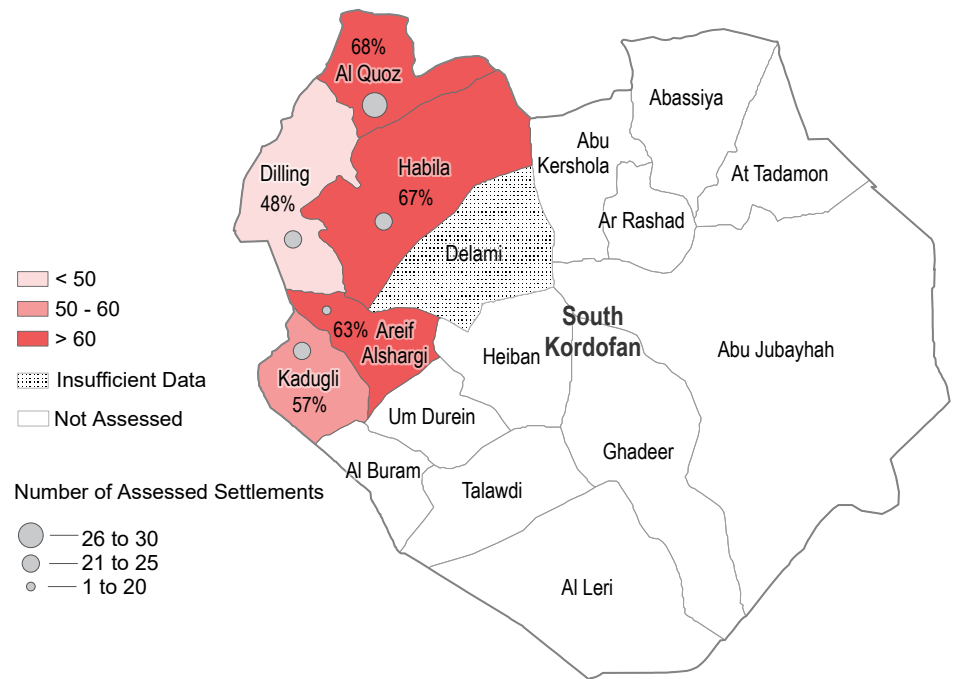 68%
Al Quoz
Abassiya
Abu
Kershola
Habila
67%
Dilling
48%
At Tadamon
Ar Rashad
Delami
< 50
50 - 60
> 60
Insufficient Data
Not Assessed
63% Areif
Alshargi
South
Kordofan
Heiban
Abu Jubayhah
Kadugli
57%
Um Durein
Ghadeer
Al Buram
Talawdi
Al Leri
Number of Assessed Settlements
26 to 30
21 to 25
1 to 20